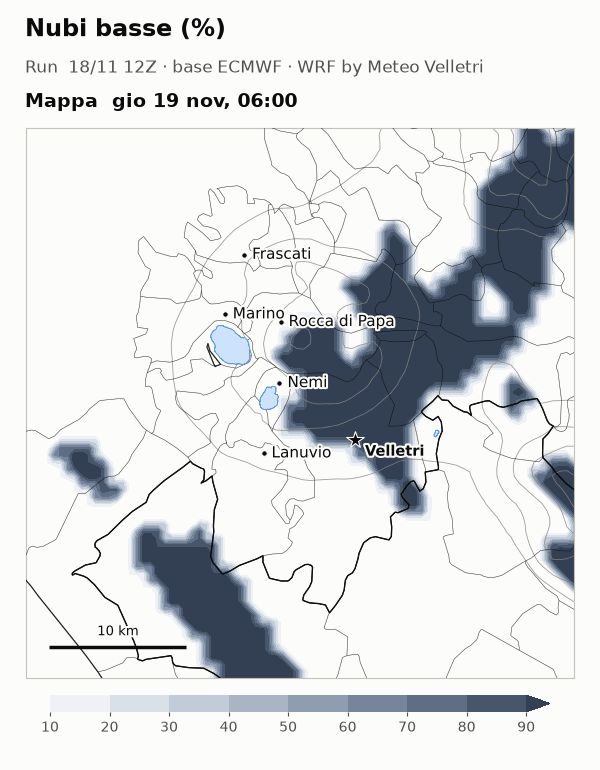 Nubi basse (%)
Run  18/11 12Z · base ECMWF · WRF by Meteo Velletri
Mappa  gio 19 nov, 06:00
Frascati
Marino
Rocca di Papa
Nemi
Velletri
Lanuvio
10 km
10 20 30 40 50 60 70 80 90